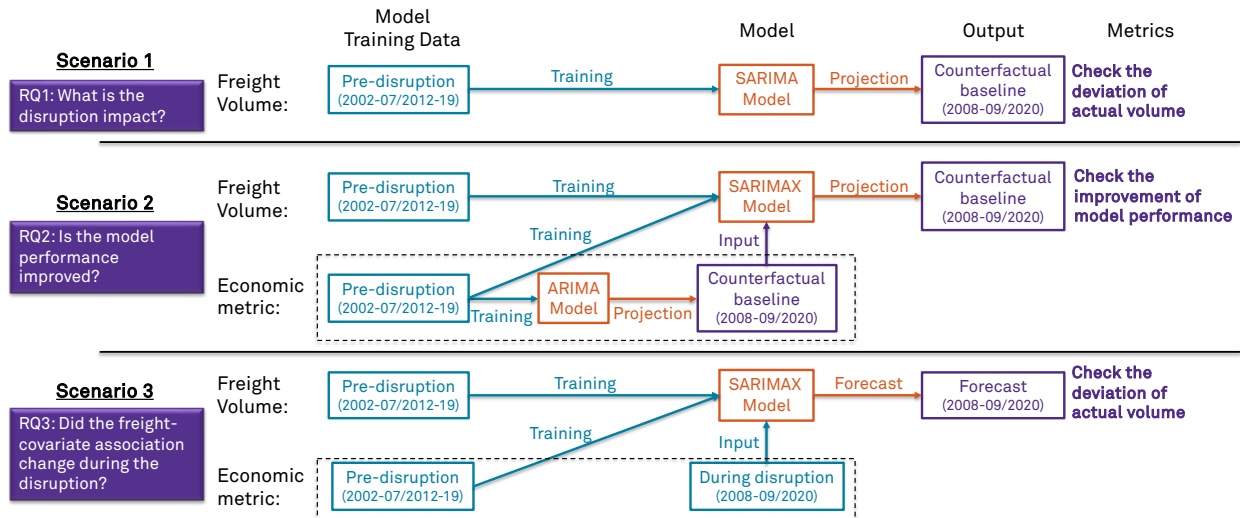 Model
Training Data
Model
Output
Metrics
Scenario 1
RQ1: What is the
disruption impact?
Freight
Volume:
Pre-disruption
(2002-07/2012-19)
Training
SARIMA
Model
Projection
Counterfactual
baseline
(2008-09/2020)
Check the
deviation of
actual volume
Scenario 2
RQ2: Is the model
performance
improved?
Freight
Volume:
Pre-disruption
(2002-07/2012-19)
Training
Training
SARIMAX
Model
Projection
Counterfactual
baseline
(2008-09/2020)
Check the
improvement of
model performance
Input
Economic
metric:
Pre-disruption
(2002-07/2012-19)
Training
ARIMA
Model
Projection
Counterfactual
baseline
(2008-09/2020)
Scenario 3
RQ3: Did the freight-
covariate association
change during the
disruption?
Freight
Volume:
Pre-disruption
(2002-07/2012-19)
Training
Training
SARIMAX
Model
Forecast
Forecast
(2008-09/2020)
Check the
deviation of
actual volume
Input
Economic
metric:
Pre-disruption
(2002-07/2012-19)
During disruption
(2008-09/2020)